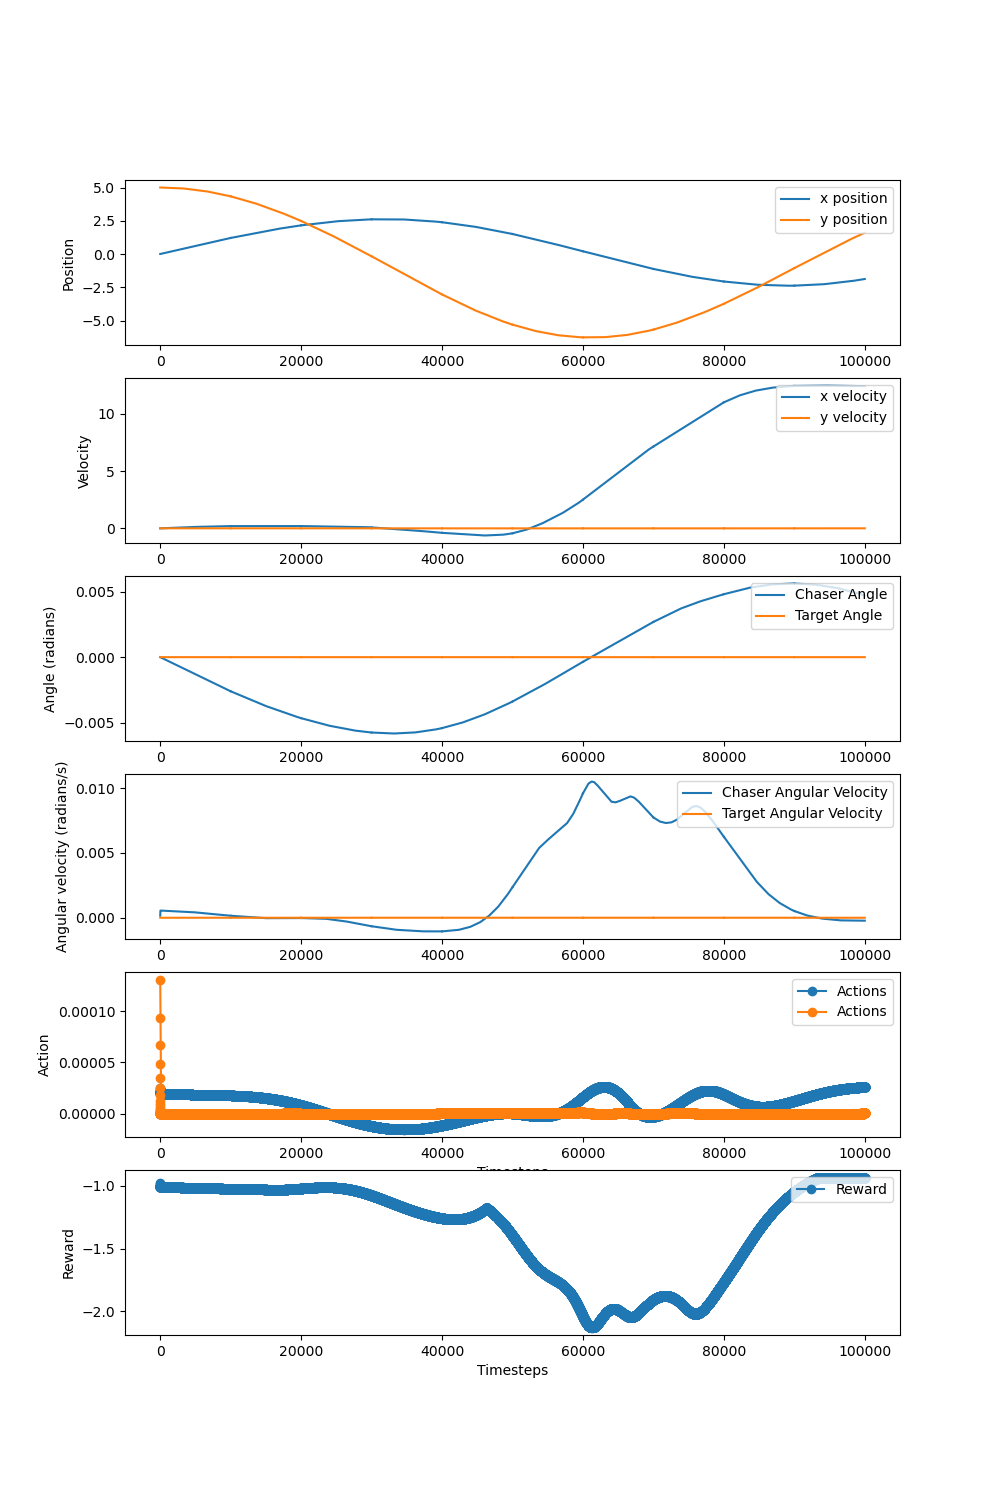 5.0
2.5
0.0
−2.5
−5.0
Position
x position
y position
0 20000 40000 60000 80000 100000
10
5
0
Velocity
x velocity
y velocity
0 20000 40000 60000 80000 100000
0.005
0.000
−0.005
Angle (radians)
Chaser Angle
Target Angle
0 20000 40000 60000 80000 100000
0.010
0.005
0.000
Angular velocity (radians/s)
Chaser Angular Velocity
Target Angular Velocity
0 20000 40000 60000 80000 100000
0.00010
0.00005
0.00000
Action
Actions
Actions
0 20000 40000 60000 80000 100000
Timesteps
−1.0
−1.5
−2.0
Reward
Reward
0 20000 40000 60000 80000 100000
Timesteps